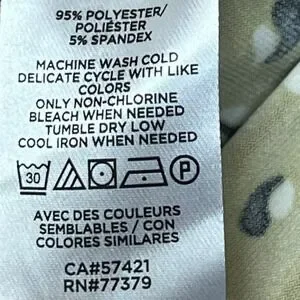 95% POLYESTER/
POLIÉSTER
5% SPANDEX
MACHINE WASH COLD
DELICATE CYCLE WITH LIKE
COLORS
ONLY NON-CHLORINE
BLEACH WHEN NEEDED
TUMBLE DRY LOW
COOL IRON WHEN NEEDED
30 P
AVEC DES COULEURS
SEMBLABLES / CON
COLORES SIMILARES
CA#57421
RN#77379